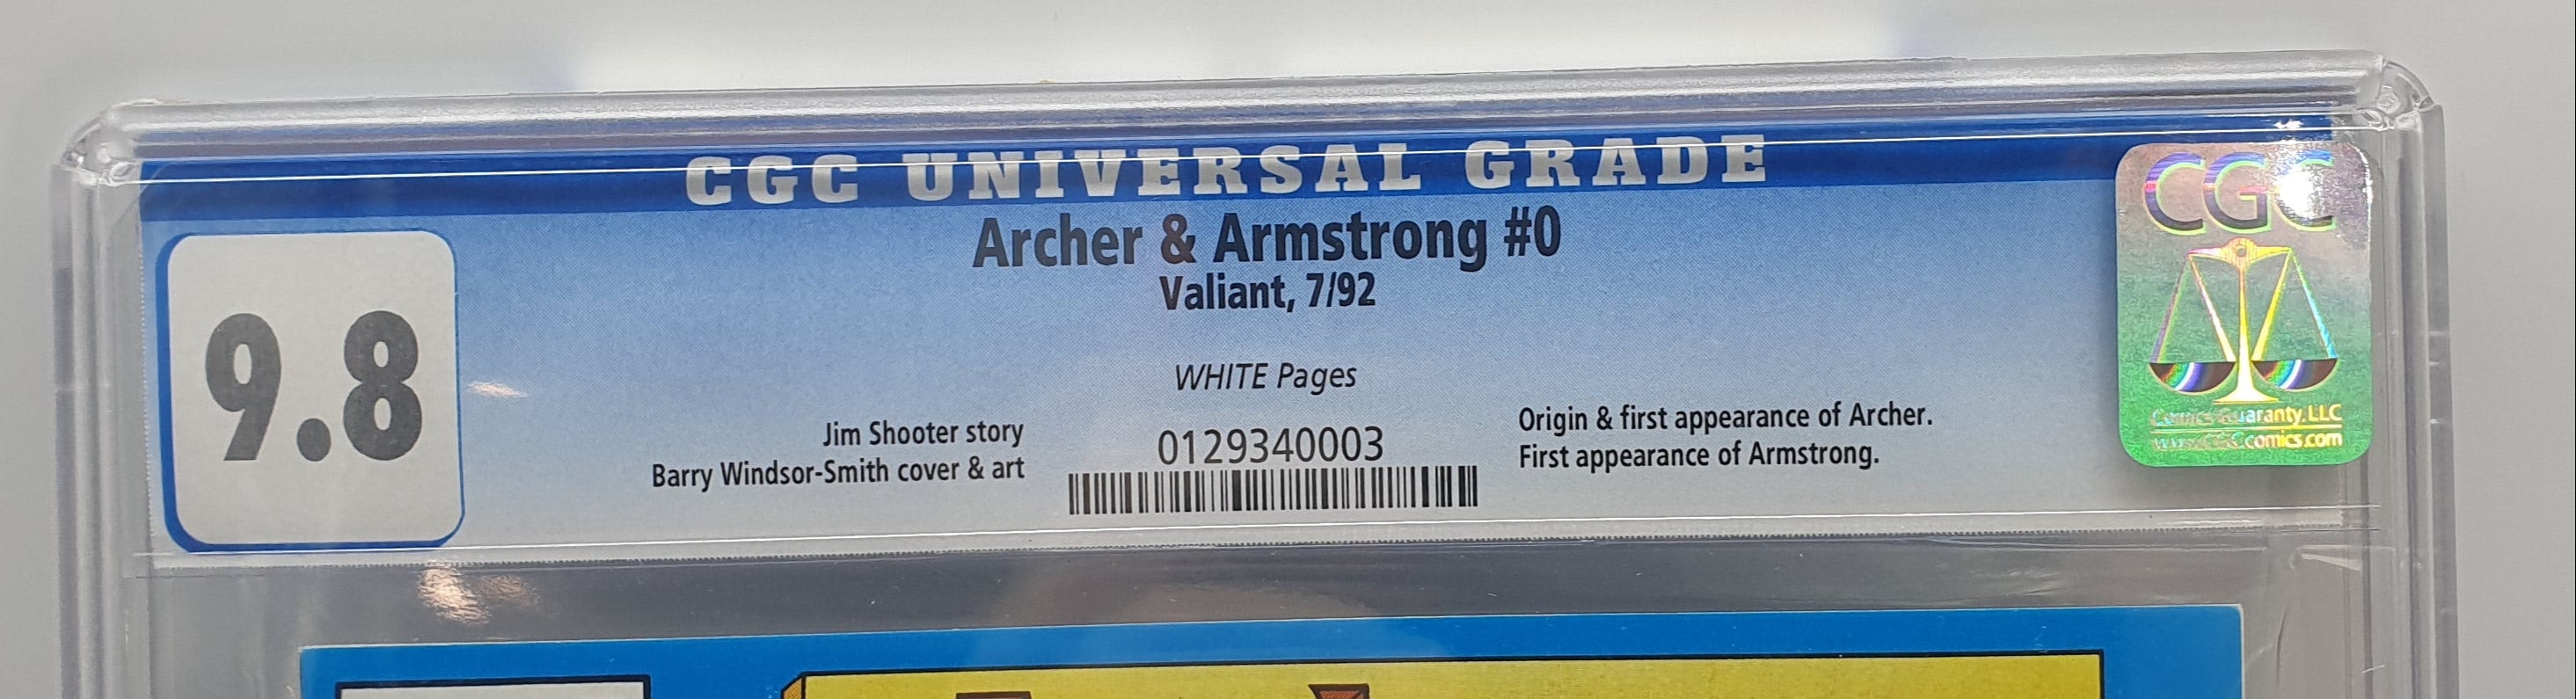 CGC UNIVERSAL GRADE
Archer & Armstrong #0
Valiant, 7/92
9.8
WHITE Pages
Jim Shooter story
Barry Windsor-Smith cover & art
0129340003
Origin & first appearance of Archer.
First appearance of Armstrong.
CGC
Comics Guaranty, LLC
www.CGCcomics.com